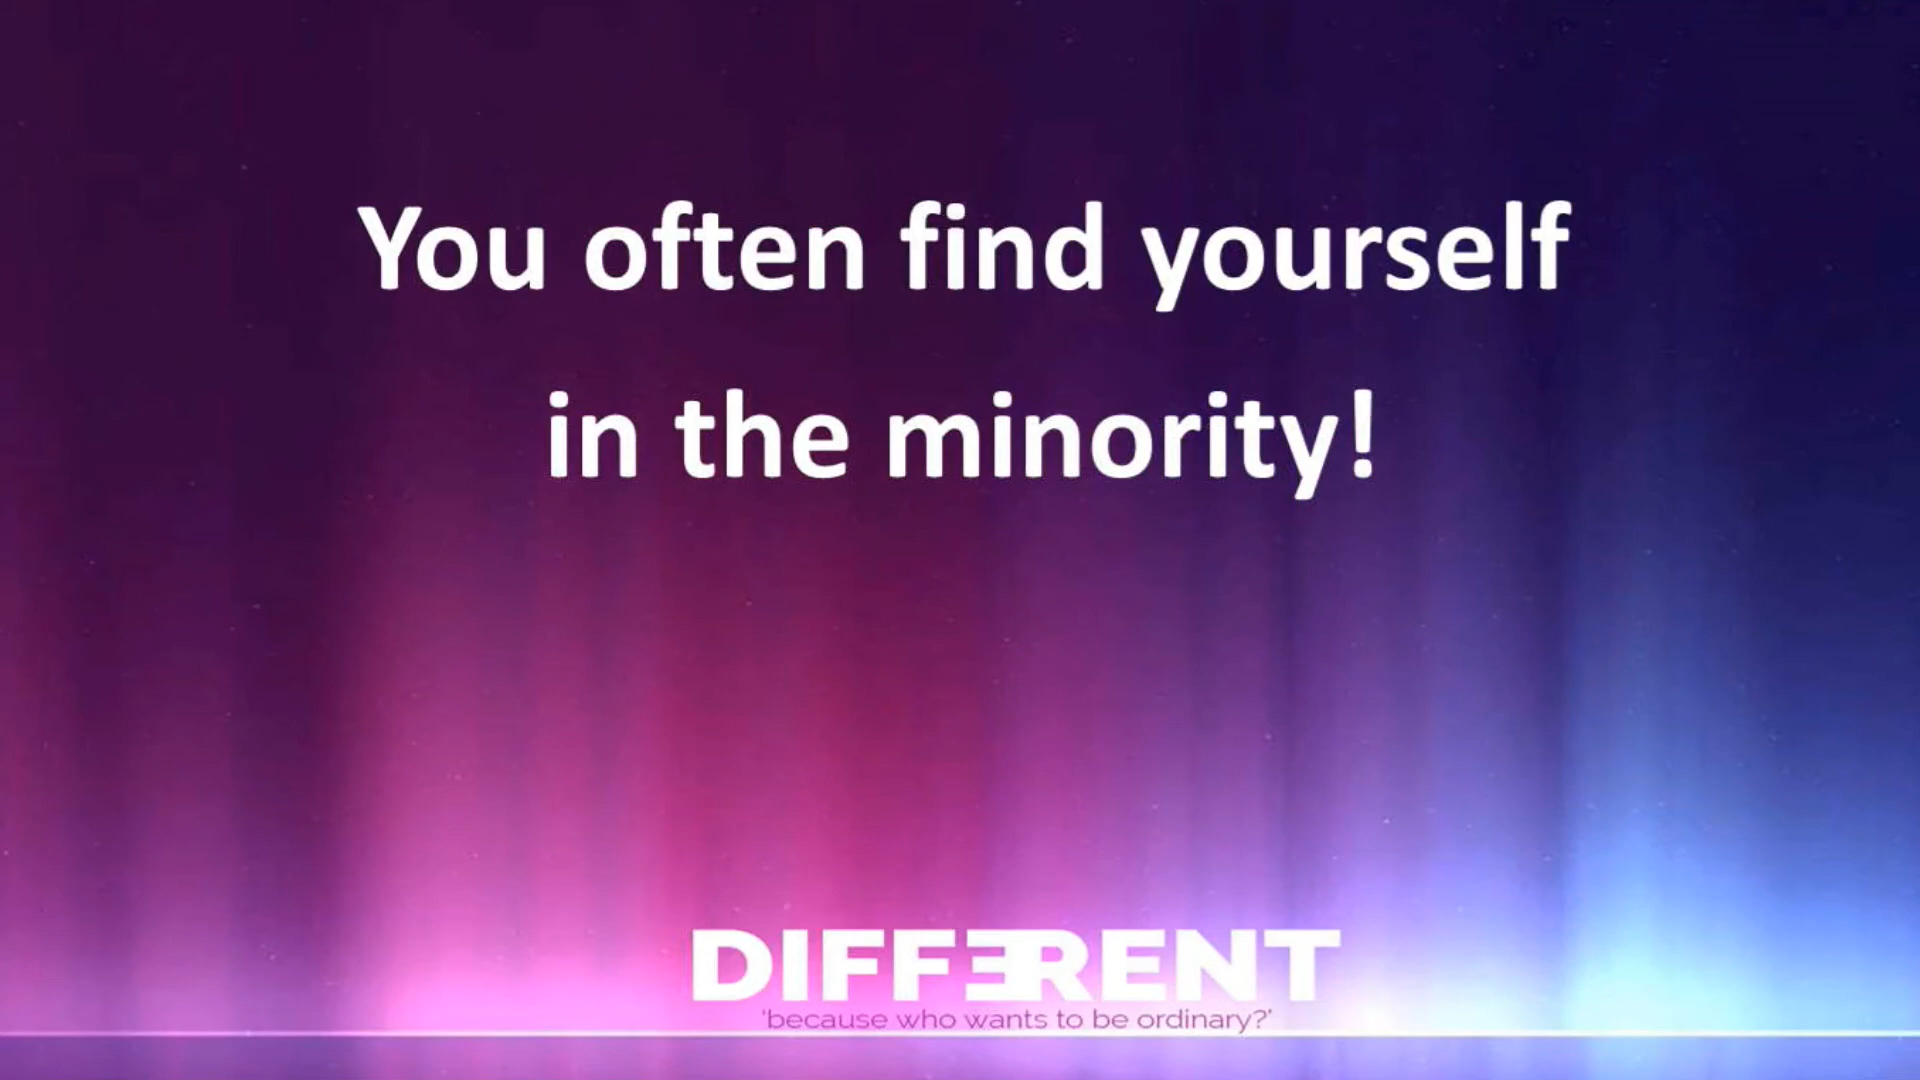 You often find yourself
in the minority!
DIFFERENT
'because who wants to be ordinary?'